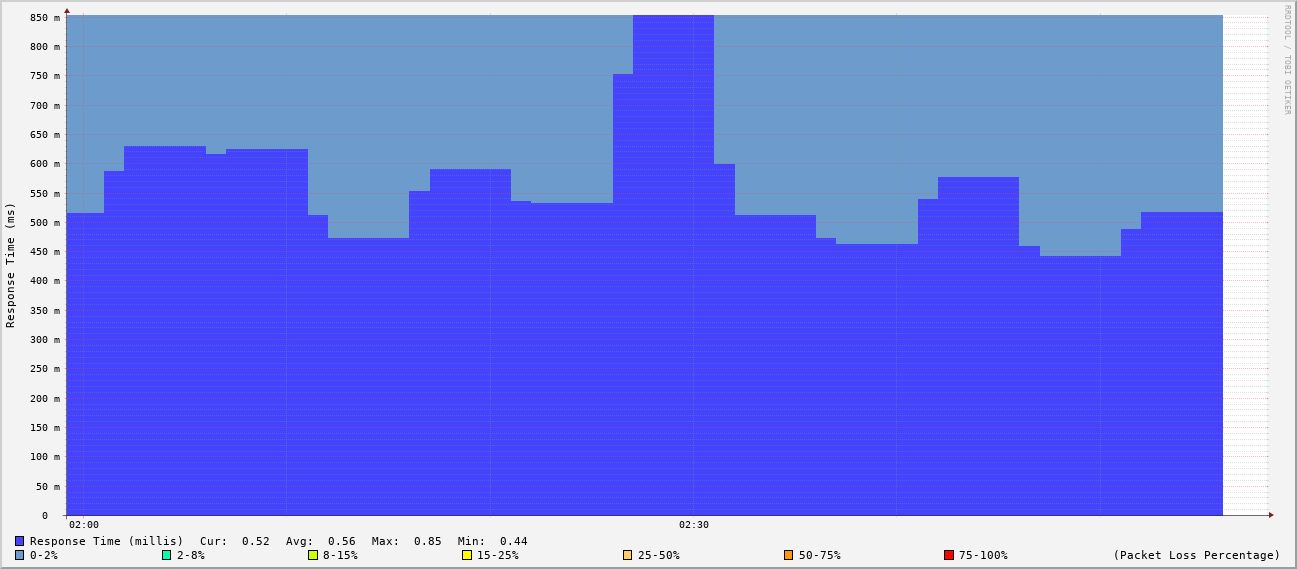 RRDTOOL / TOBI OETIKER
Response Time (ms)
850 m
800 m
750 m
700 m
650 m
600 m
550 m
500 m
450 m
400 m
350 m
300 m
250 m
200 m
150 m
100 m
50 m
0
02:00 02:30
Response Time (millis) Cur: 0.52 Avg: 0.56 Max: 0.85 Min: 0.44
0-2% 2-8% 8-15% 15-25% 25-50% 50-75% 75-100% (Packet Loss Percentage)